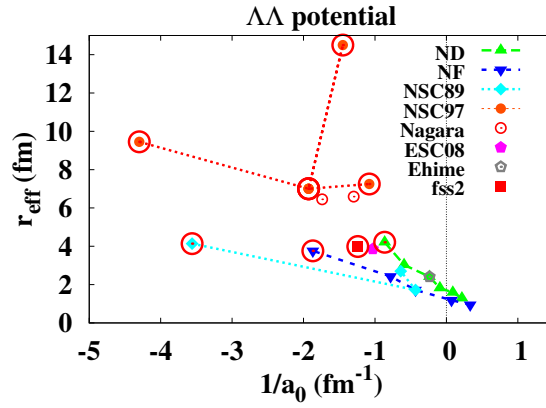 ΛΛ potential
r_eff (fm)
14
12
10
8
6
4
2
0
-5 -4 -3 -2 -1 0 1
1/a_0 (fm^-1)
ND
NF
NSC89
NSC97
Nagara
ESC08
Ehime
fss2